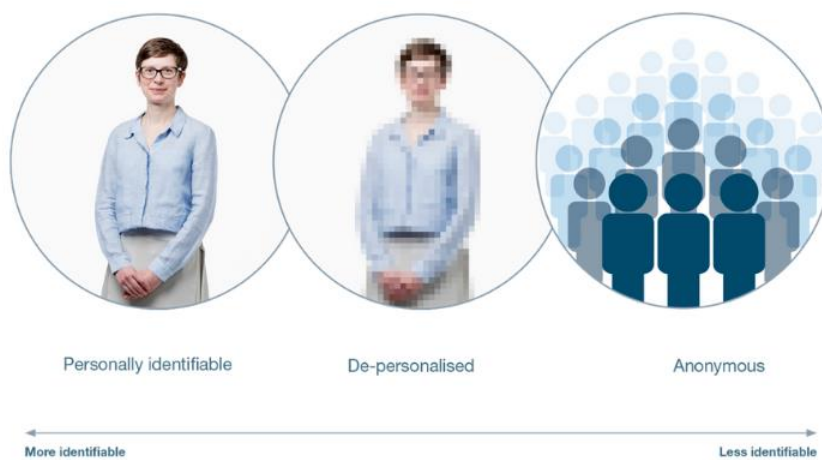 Personally identifiable
De-personalised
Anonymous
More identifiable
Less identifiable